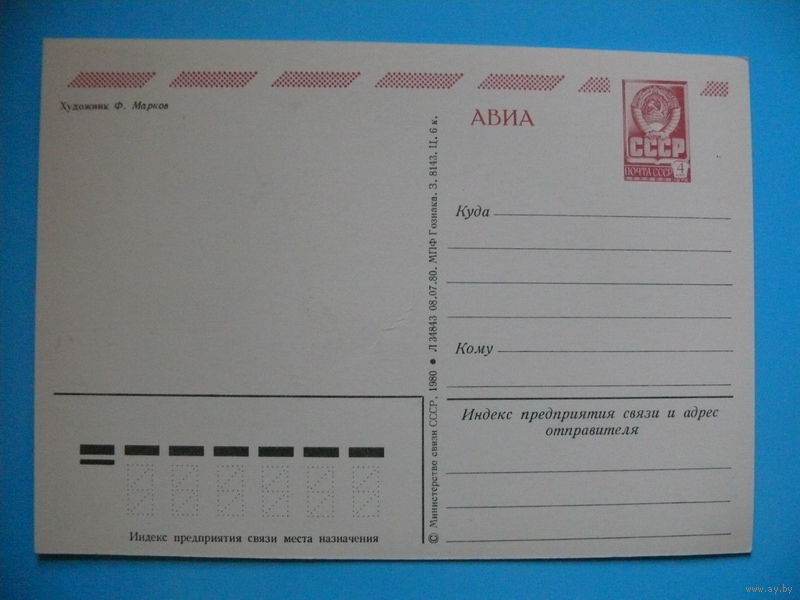 Художник Ф. Марков
АВИА
СССР
ПОЧТА СССР
4
Куда
Кому
Индекс предприятия связи и адрес
отправителя
© Министерство связи СССР, 1980 • Л 34843 08.07.80. МПФ Гознака. З. 8143. Ц. 6 к.
Индекс предприятия связи места назначения
www.ay.by